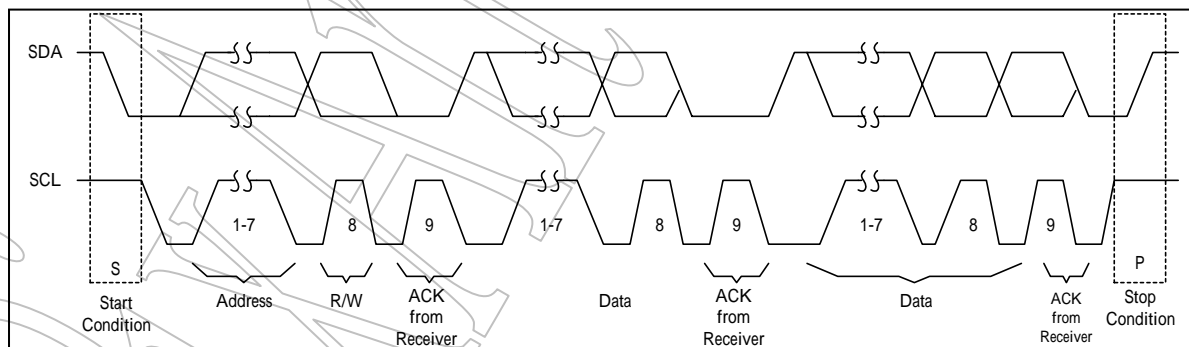 SDA
SCL
1-7
8
9
1-7
8
9
1-7
8
9
S
P
Start
Condition
Address
R/W
ACK
from
Receiver
Data
ACK
from
Receiver
Data
ACK
from
Receiver
Stop
Condition